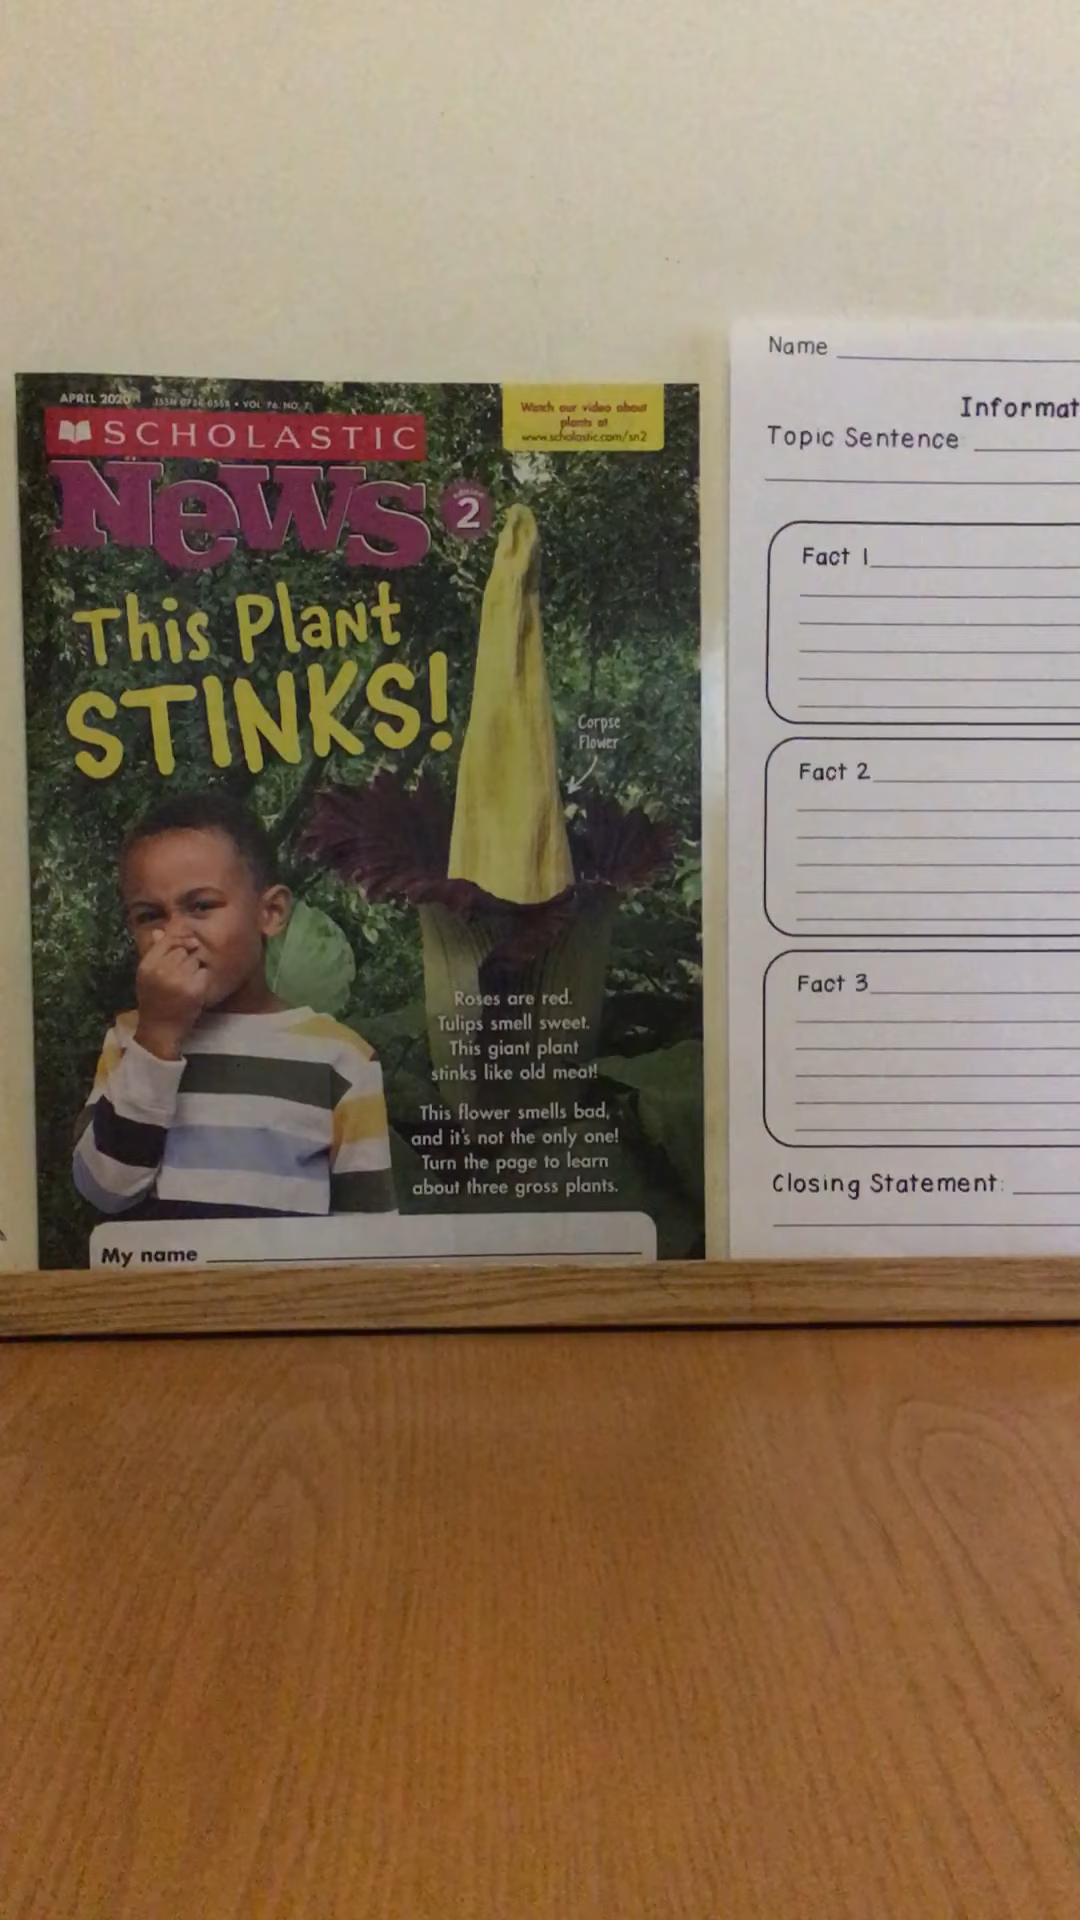 APRIL 2020
SCHOLASTIC
News
2
Watch our video about
plants at
www.scholastic.com/sn2
This Plant
STINKS!
Corpse
Flower
Roses are red.
Tulips smell sweet.
This giant plant
stinks like old meat!
This flower smells bad,
and it's not the only one!
Turn the page to learn
about three gross plants.
My name
Name
Informat
Topic Sentence
Fact 1
Fact 2
Fact 3
Closing Statement: